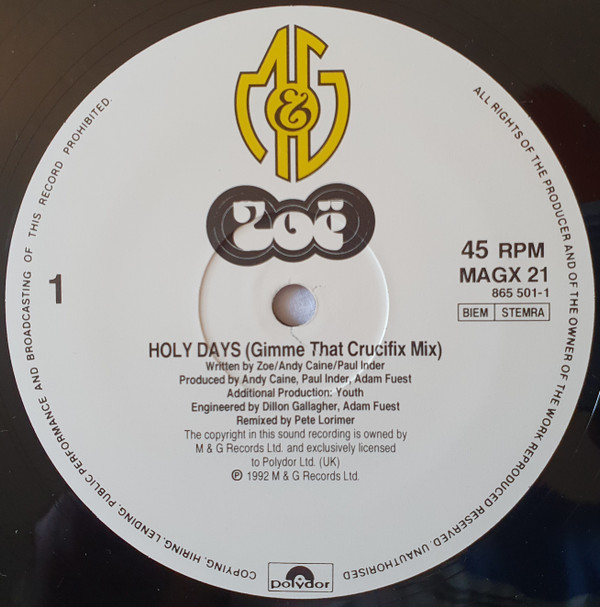 M&G
Zoë
1
45 RPM
MAGX 21
865 501-1
BIEM STEMRA
HOLY DAYS (Gimme That Crucifix Mix)
Written by Zoe/Andy Caine/Paul Inder
Produced by Andy Caine, Paul Inder, Adam Fuest
Additional Production: Youth
Engineered by Dillon Gallagher, Adam Fuest
Remixed by Pete Lorimer
The copyright in this sound recording is owned by
M & G Records Ltd. and exclusively licensed
to Polydor Ltd. (UK)
℗ 1992 M & G Records Ltd.
polydor
ALL RIGHTS OF THE PRODUCER AND OF THE OWNER OF THE WORK REPRODUCED RESERVED. UNAUTHORISED COPYING, HIRING, LENDING, PUBLIC PERFORMANCE AND BROADCASTING OF THIS RECORD PROHIBITED.